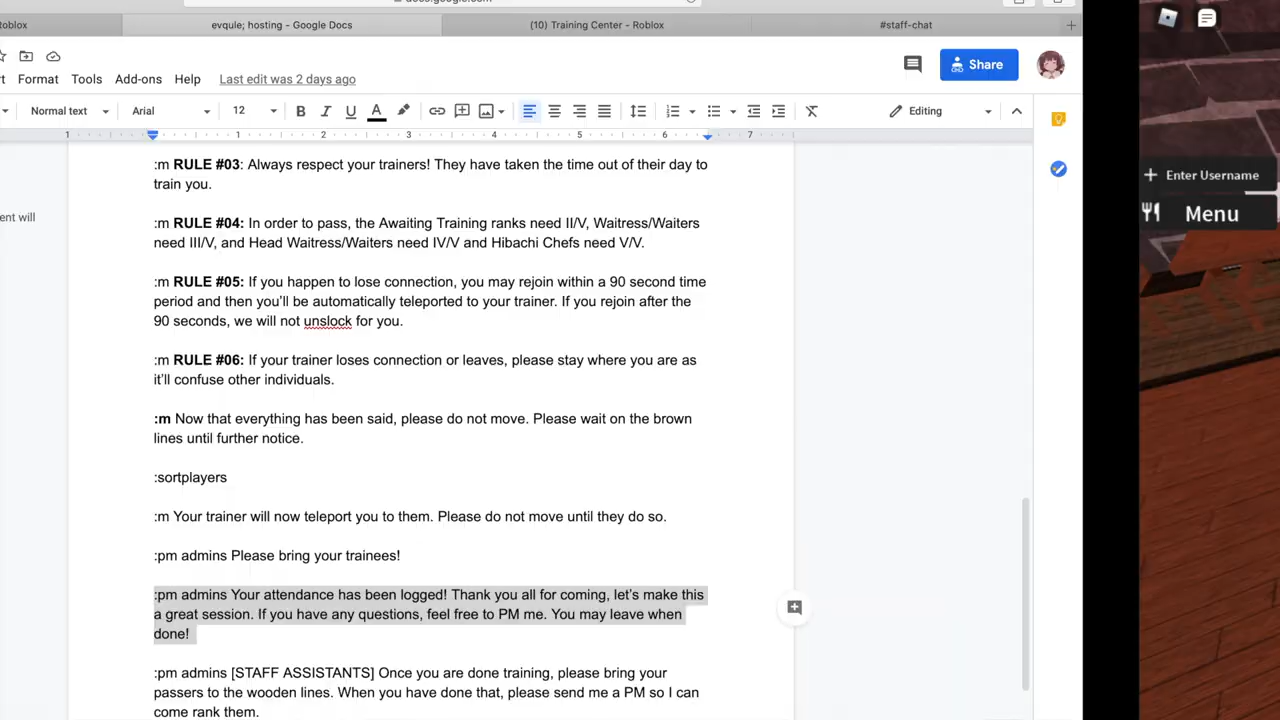 oblox
evqule; hosting - Google Docs
(10) Training Center - Roblox
#staff-chat
t Format Tools Add-ons Help Last edit was 2 days ago
Share
Normal text Arial 12 B I U A Editing
1 1 2 3 4 5 6 7
:m RULE #03: Always respect your trainers! They have taken the time out of their day to
train you.
Enter Username
Menu
ent will
:m RULE #04: In order to pass, the Awaiting Training ranks need II/V, Waitress/Waiters
need III/V, and Head Waitress/Waiters need IV/V and Hibachi Chefs need V/V.
:m RULE #05: If you happen to lose connection, you may rejoin within a 90 second time
period and then you'll be automatically teleported to your trainer. If you rejoin after the
90 seconds, we will not unslock for you.
:m RULE #06: If your trainer loses connection or leaves, please stay where you are as
it'll confuse other individuals.
:m Now that everything has been said, please do not move. Please wait on the brown
lines until further notice.
:sortplayers
:m Your trainer will now teleport you to them. Please do not move until they do so.
:pm admins Please bring your trainees!
:pm admins Your attendance has been logged! Thank you all for coming, let's make this
a great session. If you have any questions, feel free to PM me. You may leave when
done!
:pm admins [STAFF ASSISTANTS] Once you are done training, please bring your
passers to the wooden lines. When you have done that, please send me a PM so I can
come rank them.